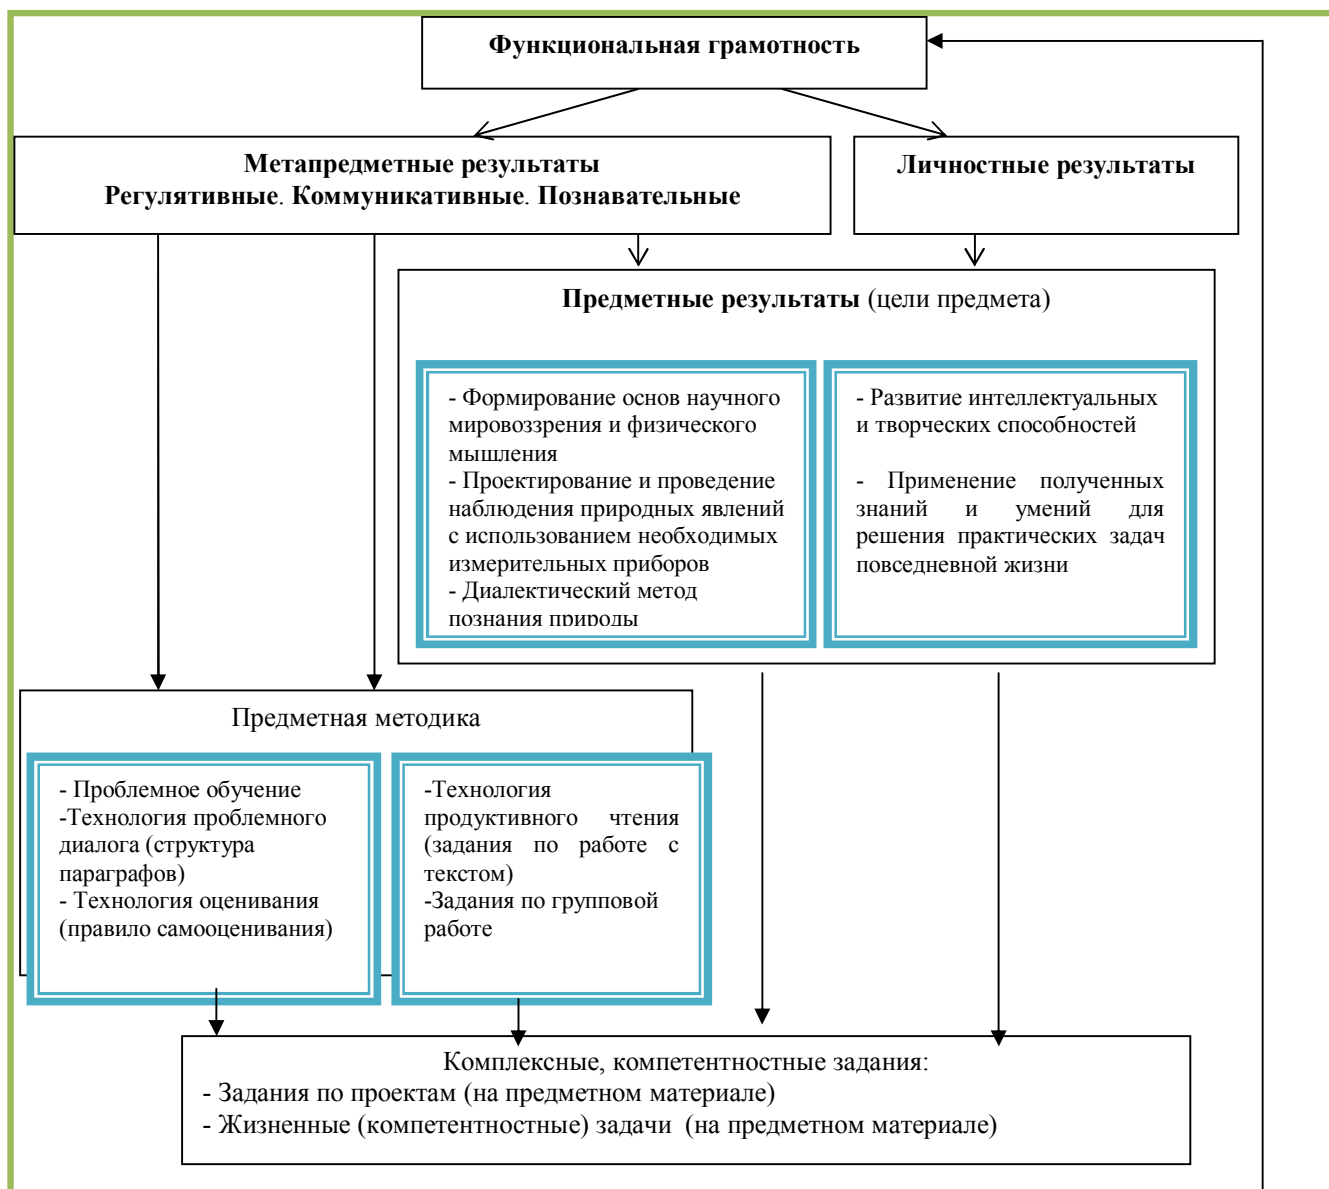 Функциональная грамотность
Метапредметные результаты
Регулятивные. Коммуникативные. Познавательные
Личностные результаты
Предметные результаты (цели предмета)
- Формирование основ научного
мировоззрения и физического
мышления
- Проектирование и проведение
наблюдения природных явлений
с использованием необходимых
измерительных приборов
- Диалектический метод
познания природы
- Развитие интеллектуальных
и творческих способностей
- Применение полученных
знаний и умений для
решения практических задач
повседневной жизни
Предметная методика
- Проблемное обучение
-Технология проблемного
диалога (структура
параграфов)
- Технология оценивания
(правило самооценивания)
-Технология
продуктивного чтения
(задания по работе с
текстом)
-Задания по групповой
работе
Комплексные, компетентностные задания:
- Задания по проектам (на предметном материале)
- Жизненные (компетентностные) задачи (на предметном материале)